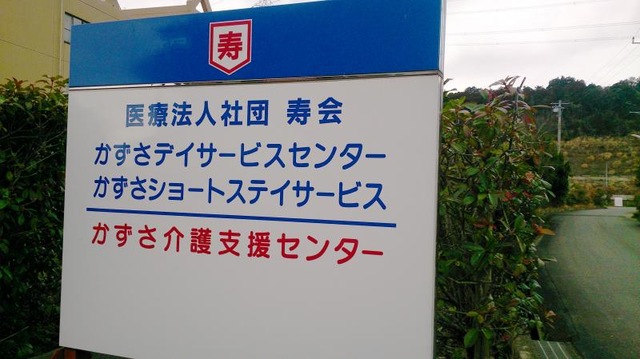 寿
医療法人社団 寿会
かずさデイサービスセンター
かずさショートステイサービス
かずさ介護支援センター